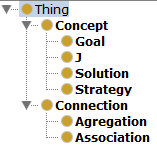 Thing
Concept
Goal
J
Solution
Strategy
Connection
Agregation
Association